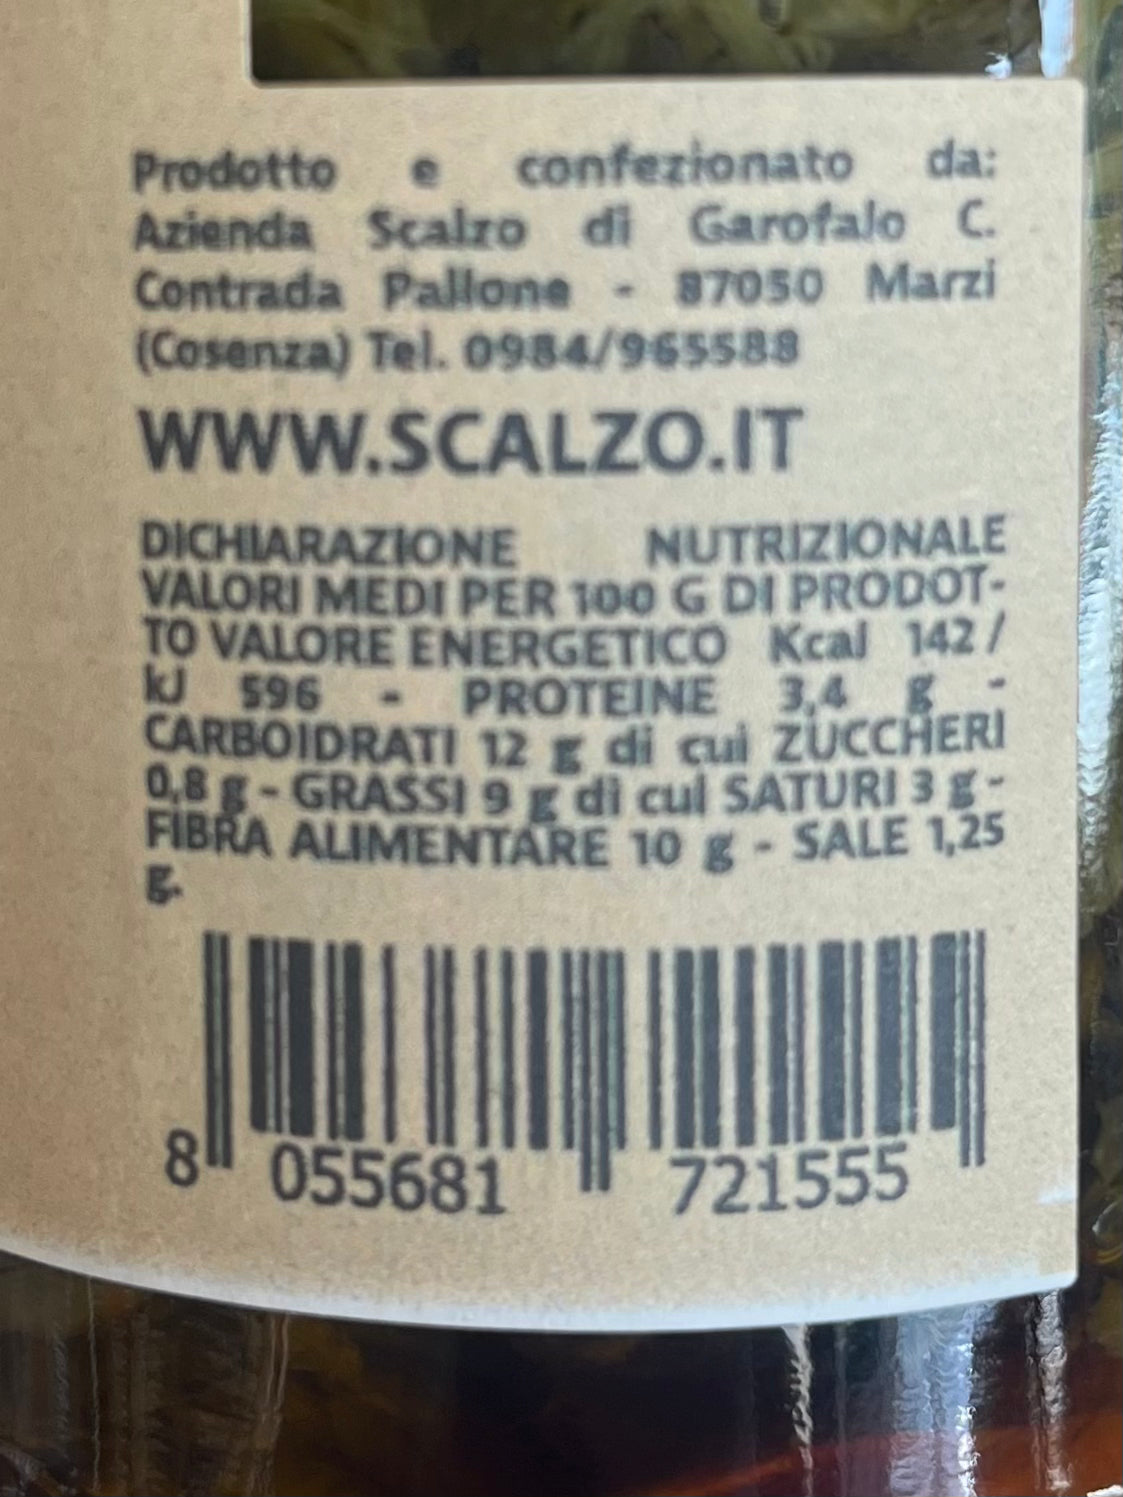 Prodotto e confezionato da:
Azienda Scalzo di Garofalo C.
Contrada Pallone - 87050 Marzi
(Cosenza) Tel. 0984/965588
WWW.SCALZO.IT
DICHIARAZIONE NUTRIZIONALE
VALORI MEDI PER 100 G DI PRODOT-
TO VALORE ENERGETICO Kcal 142 /
kJ 596 - PROTEINE 3,4 g -
CARBOIDRATI 12 g di cui ZUCCHERI
0,8 g - GRASSI 9 g di cui SATURI 3 g -
FIBRA ALIMENTARE 10 g - SALE 1,25
g.
8 055681 721555